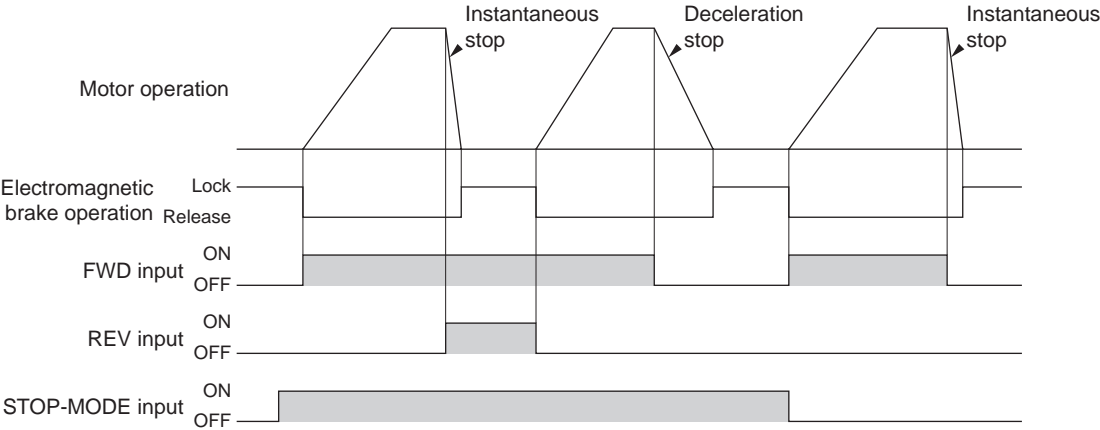 Instantaneous
stop
Deceleration
stop
Instantaneous
stop
Motor operation
Electromagnetic
brake operation
Lock
Release
FWD input
ON
OFF
REV input
ON
OFF
STOP-MODE input
ON
OFF